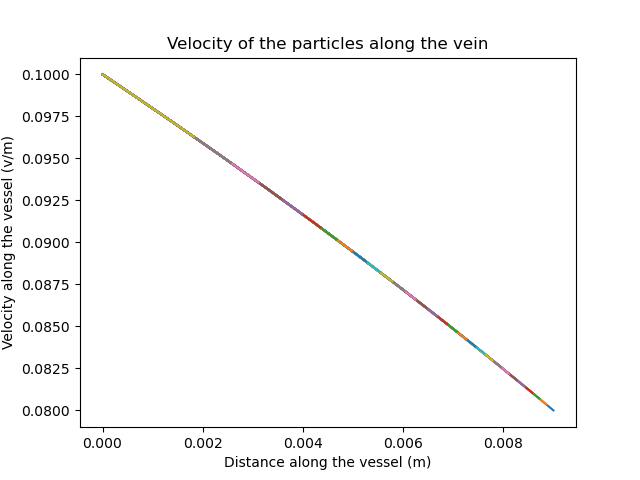 Velocity of the particles along the vein
Velocity along the vessel (v/m)
0.1000
0.0975
0.0950
0.0925
0.0900
0.0875
0.0850
0.0825
0.0800
0.000 0.002 0.004 0.006 0.008
Distance along the vessel (m)